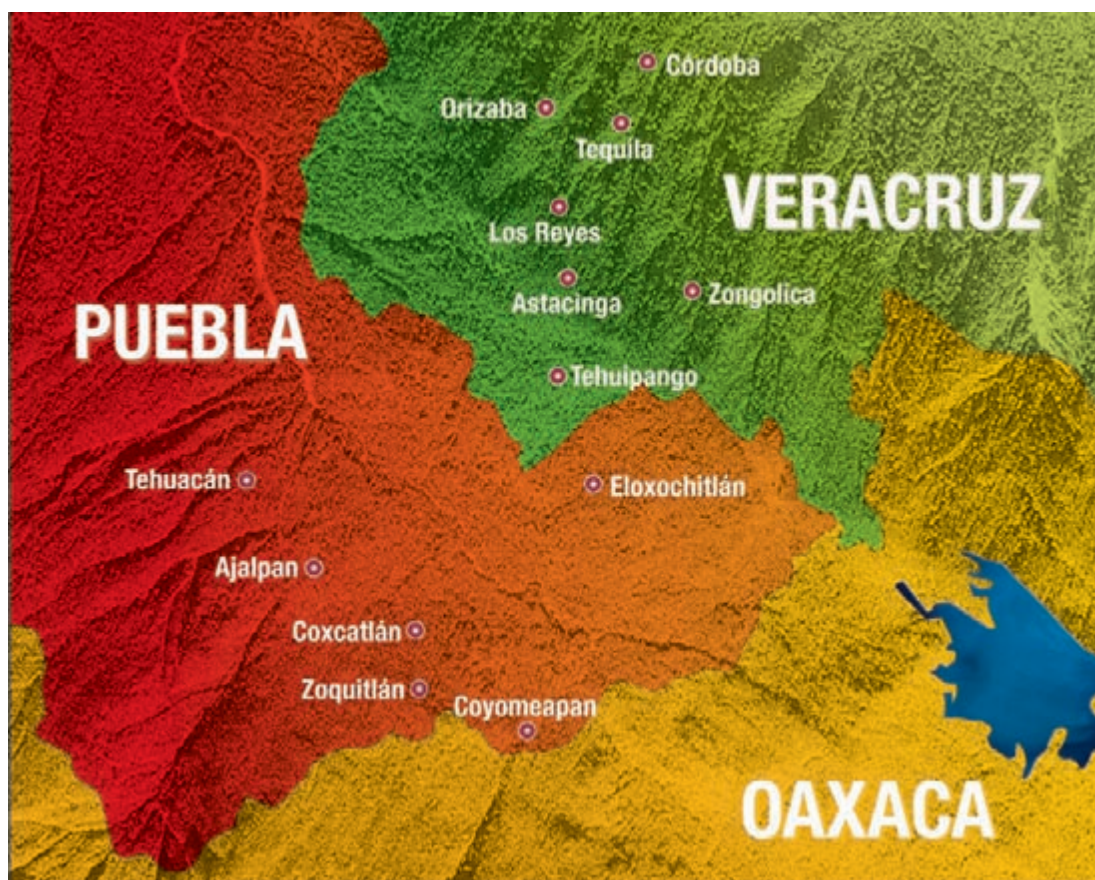 Córdoba
Orizaba
Tequila
VERACRUZ
Los Reyes
Astacinga
Zongolica
PUEBLA
Tehuipango
Tehuacán
Eloxochitlán
Ajalpan
Coxcatlán
Zoquitlán
Coyomeapan
OAXACA